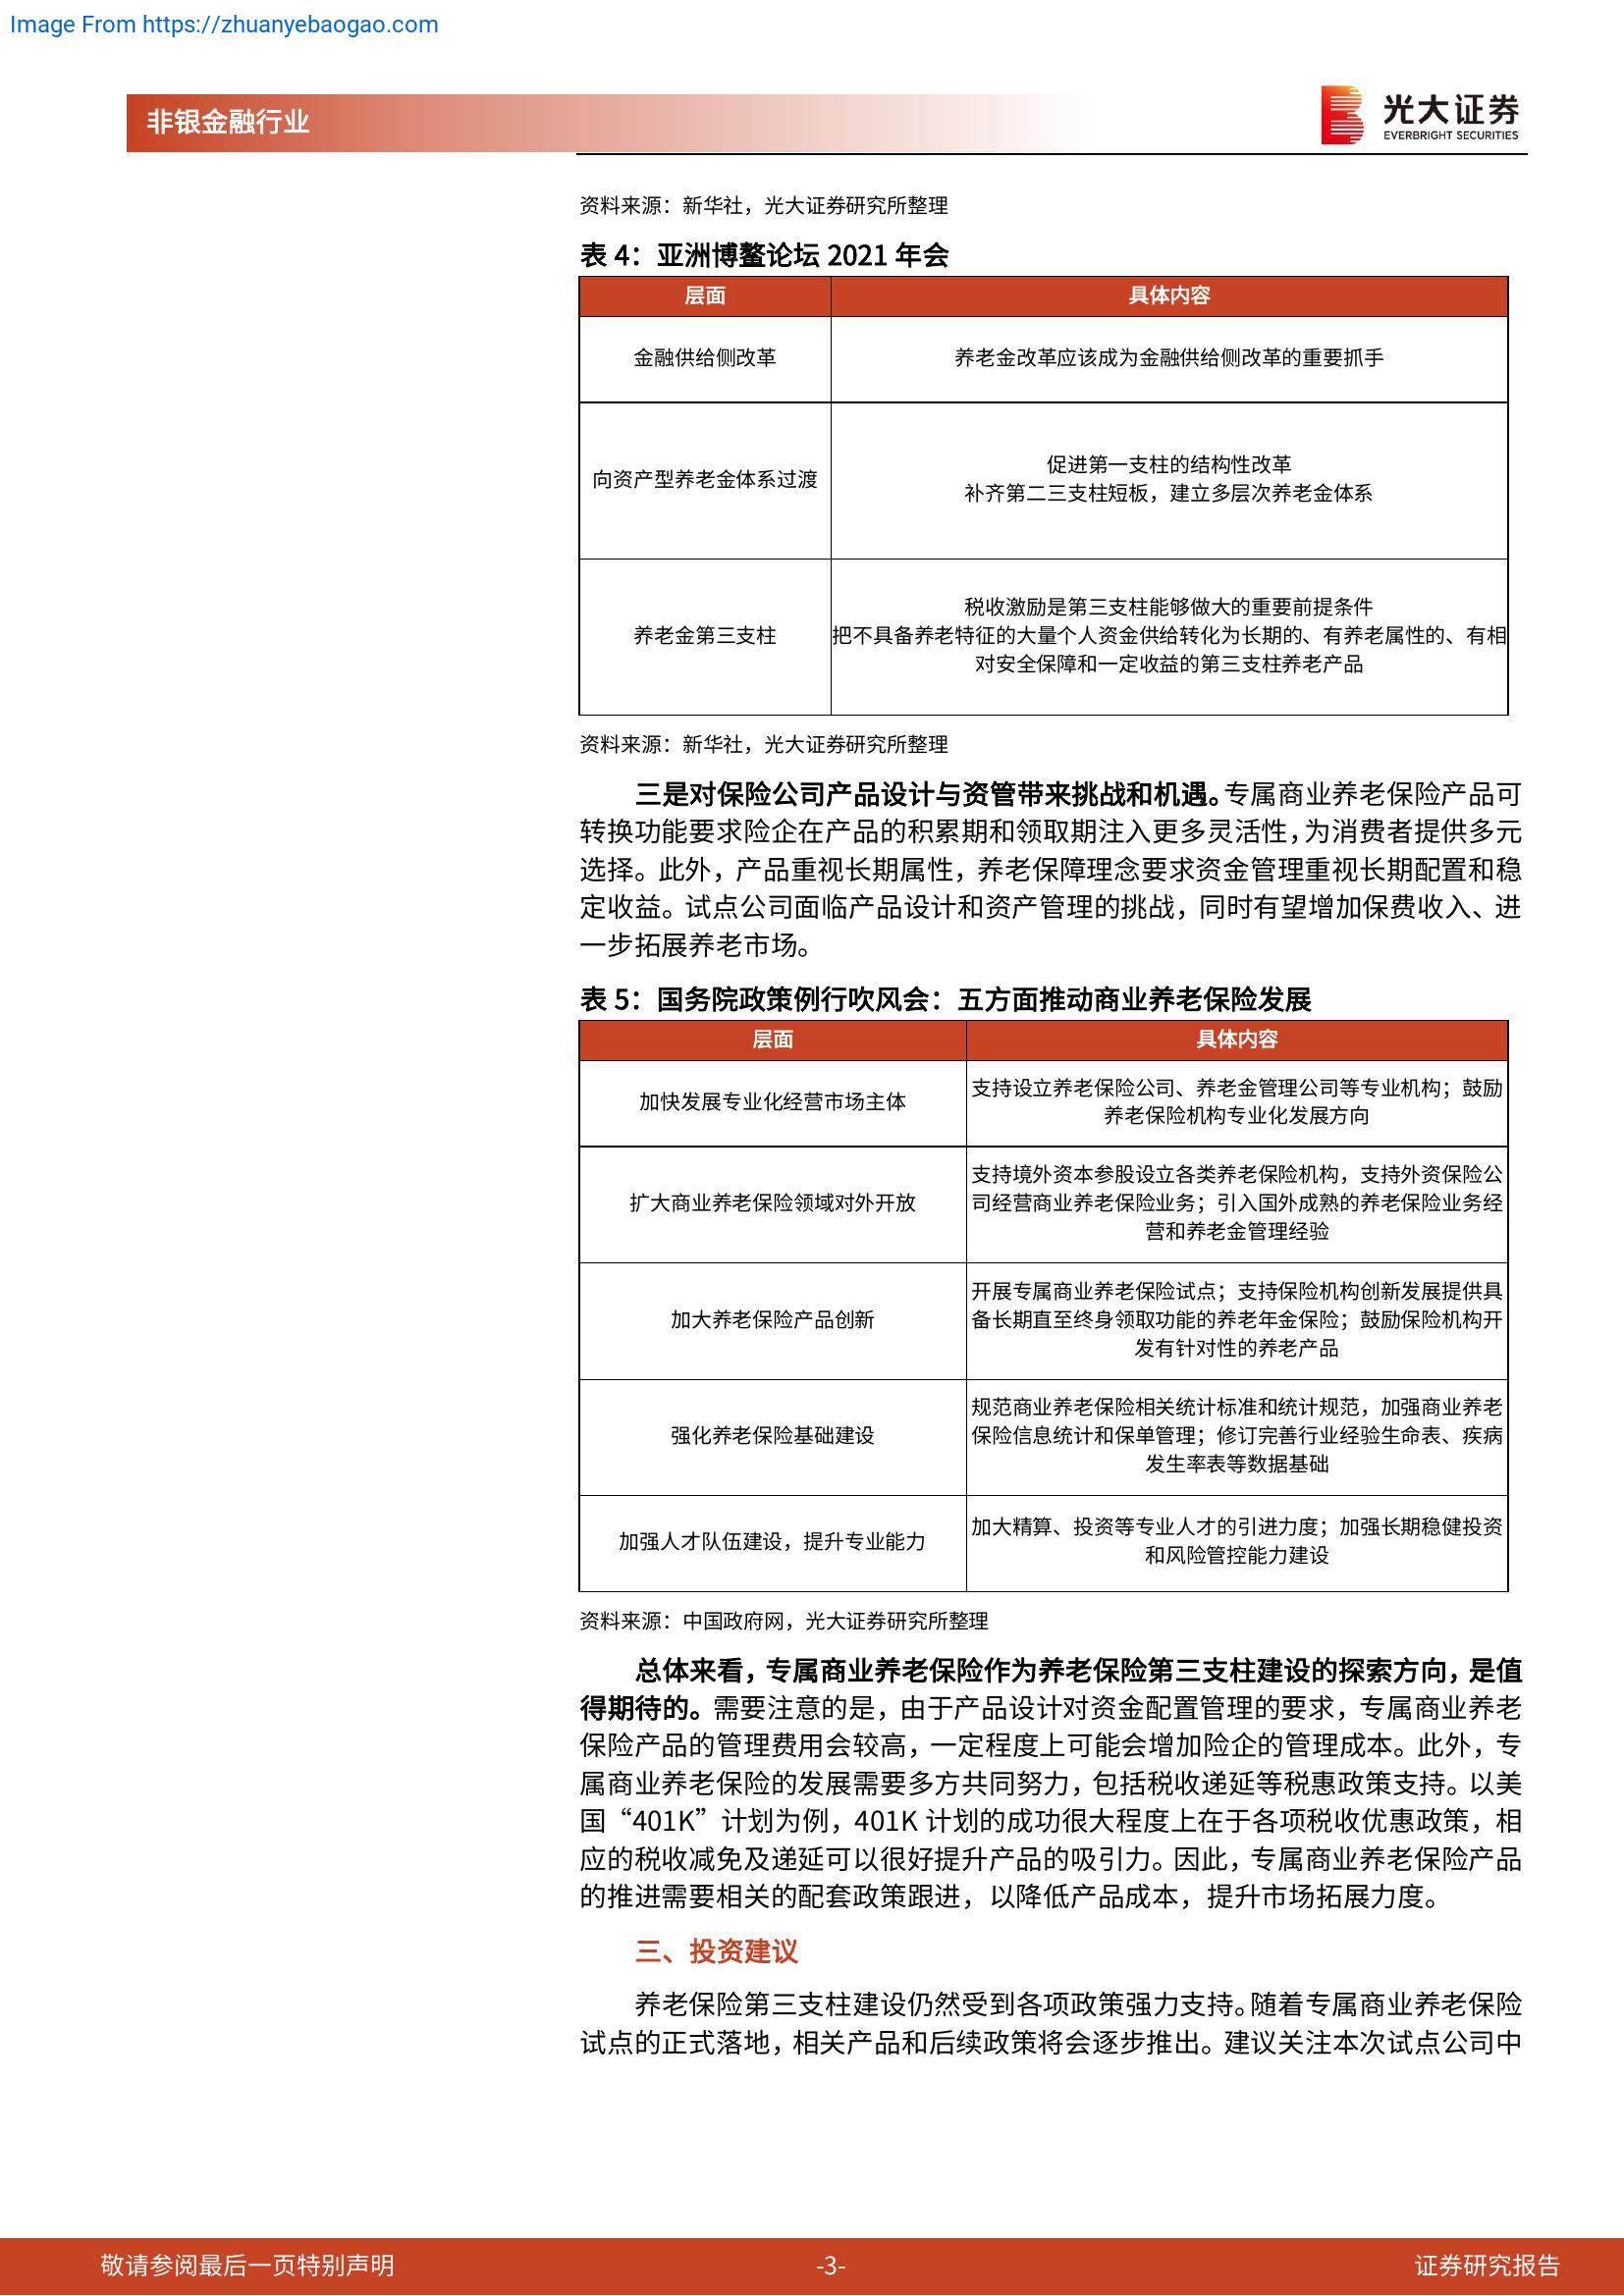 Image From https://zhuanyebaogao.com
非银金融行业
光大证券
EVERBRIGHT SECURITIES
资料来源：新华社，光大证券研究所整理
表 4：亚洲博鳌论坛 2021 年会
层面 具体内容
金融供给侧改革 养老金改革应该成为金融供给侧改革的重要抓手
向资产型养老金体系过渡
促进第一支柱的结构性改革
补齐第二三支柱短板，建立多层次养老金体系
养老金第三支柱
税收激励是第三支柱能够做大的重要前提条件
把不具备养老特征的大量个人资金供给转化为长期的、有养老属性的、有相
对安全保障和一定收益的第三支柱养老产品
资料来源：新华社，光大证券研究所整理
三是对保险公司产品设计与资管带来挑战和机遇。专属商业养老保险产品可
转换功能要求险企在产品的积累期和领取期注入更多灵活性，为消费者提供多元
选择。此外，产品重视长期属性，养老保障理念要求资金管理重视长期配置和稳
定收益。试点公司面临产品设计和资产管理的挑战，同时有望增加保费收入、进
一步拓展养老市场。
表 5：国务院政策例行吹风会：五方面推动商业养老保险发展
层面 具体内容
加快发展专业化经营市场主体
支持设立养老保险公司、养老金管理公司等专业机构；鼓励
养老保险机构专业化发展方向
扩大商业养老保险领域对外开放
支持境外资本参股设立各类养老保险机构，支持外资保险公
司经营商业养老保险业务；引入国外成熟的养老保险业务经
营和养老金管理经验
加大养老保险产品创新
开展专属商业养老保险试点；支持保险机构创新发展提供具
备长期直至终身领取功能的养老年金保险；鼓励保险机构开
发有针对性的养老产品
强化养老保险基础建设
规范商业养老保险相关统计标准和统计规范，加强商业养老
保险信息统计和保单管理；修订完善行业经验生命表、疾病
发生率表等数据基础
加强人才队伍建设，提升专业能力
加大精算、投资等专业人才的引进力度；加强长期稳健投资
和风险管控能力建设
资料来源：中国政府网，光大证券研究所整理
总体来看，专属商业养老保险作为养老保险第三支柱建设的探索方向，是值
得期待的。需要注意的是，由于产品设计对资金配置管理的要求，专属商业养老
保险产品的管理费用会较高，一定程度上可能会增加险企的管理成本。此外，专
属商业养老保险的发展需要多方共同努力，包括税收递延等税惠政策支持。以美
国“401K”计划为例，401K 计划的成功很大程度上在于各项税收优惠政策，相
应的税收减免及递延可以很好提升产品的吸引力。因此，专属商业养老保险产品
的推进需要相关的配套政策跟进，以降低产品成本，提升市场拓展力度。
三、投资建议
养老保险第三支柱建设仍然受到各项政策强力支持。随着专属商业养老保险
试点的正式落地，相关产品和后续政策将会逐步推出。建议关注本次试点公司中
敬请参阅最后一页特别声明 -3- 证券研究报告